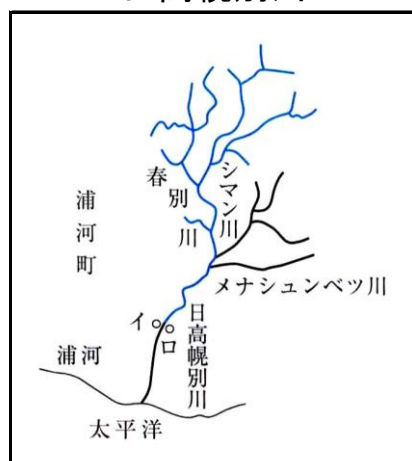 春別川
シマン川
浦河町
メナシュンベツ川
日高幌別川
イ
ロ
浦河
太平洋